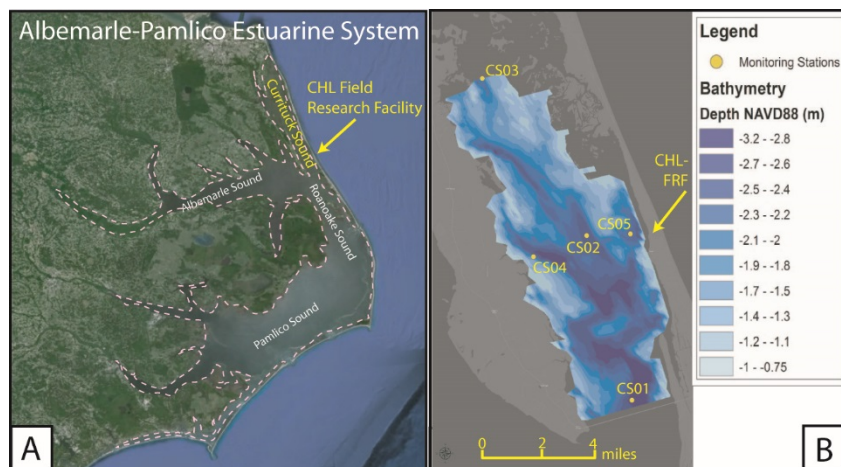 Albemarle-Pamlico Estuarine System
CHL Field
Research Facility
Currituck Sound
Albemarle Sound
Roanoake Sound
Pamlico Sound
A
CS03
CHL-
FRF
CS05
CS02
CS04
CS01
0 2 4
miles
Legend
Monitoring Stations
Bathymetry
Depth NAVD88 (m)
-3.2 - -2.8
-2.7 - -2.6
-2.5 - -2.4
-2.3 - -2.2
-2.1 - -2
-1.9 - -1.8
-1.7 - -1.5
-1.4 - -1.3
-1.2 - -1.1
-1 - -0.75
B